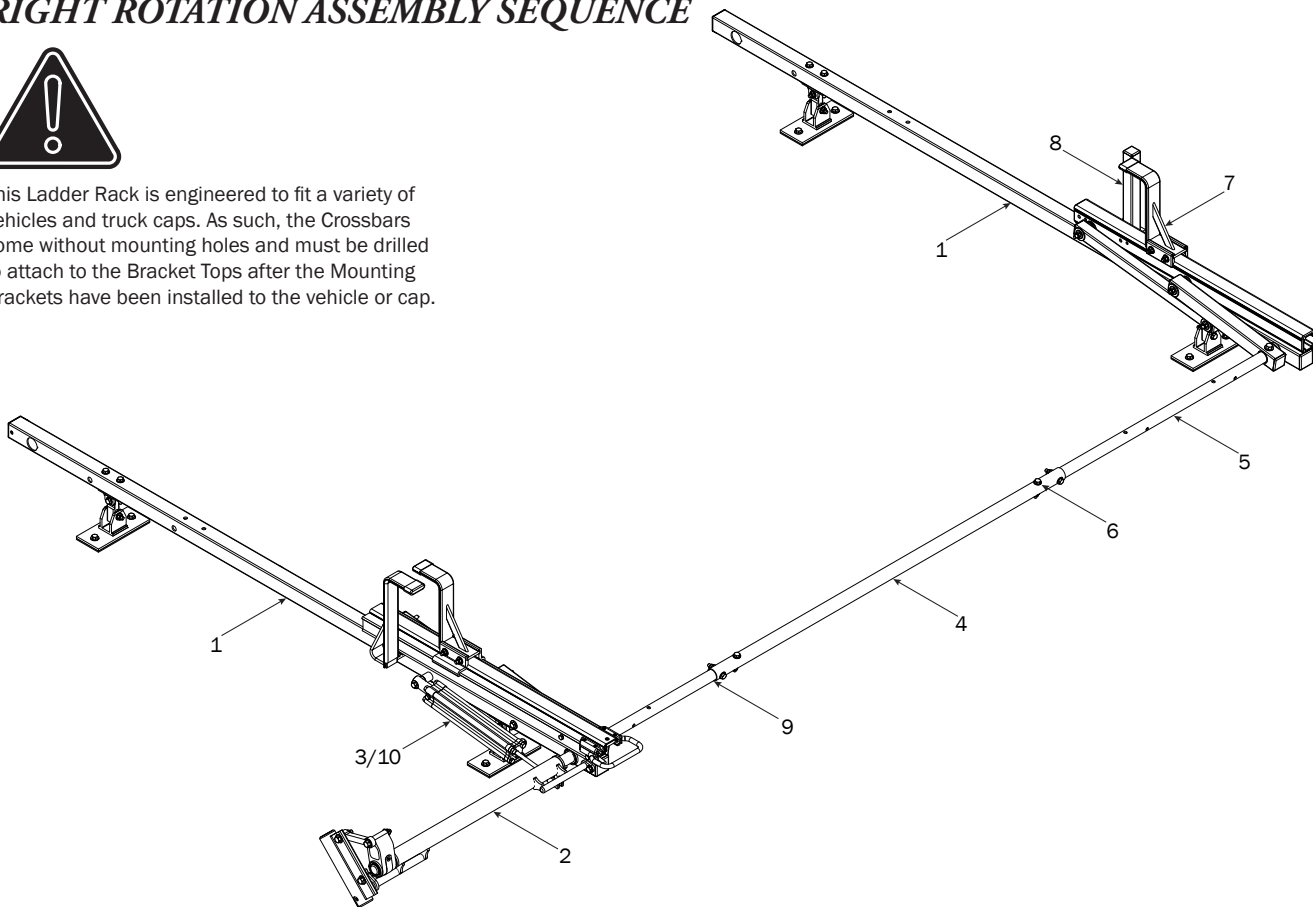 RIGHT ROTATION ASSEMBLY SEQUENCE
his Ladder Rack is engineered to fit a variety of
ehicles and truck caps. As such, the Crossbars
ome without mounting holes and must be drilled
o attach to the Bracket Tops after the Mounting
rackets have been installed to the vehicle or cap.
8
7
1
5
6
4
1
9
3/10
2